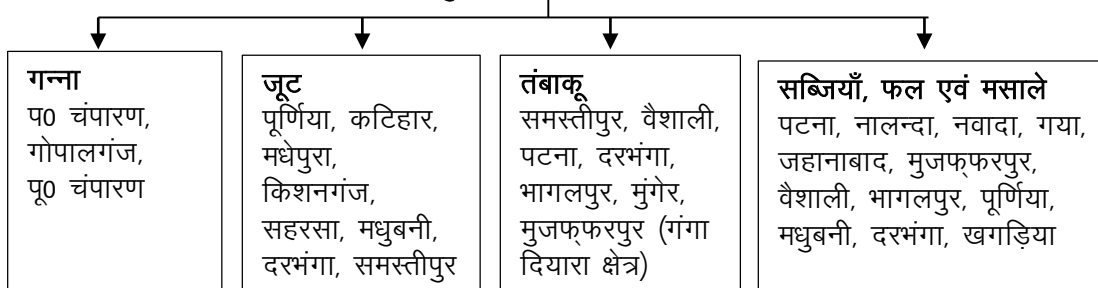 गन्ना
प0 चंपारण,
गोपालगंज,
पू0 चंपारण
जूट
पूर्णिया, कटिहार,
मधेपुरा,
किशनगंज,
सहरसा, मधुबनी,
दरभंगा, समस्तीपुर
तंबाकू
समस्तीपुर, वैशाली,
पटना, दरभंगा,
भागलपुर, मुंगेर,
मुजफ्फरपुर (गंगा
दियारा क्षेत्र)
सब्जियाँ, फल एवं मसाले
पटना, नालन्दा, नवादा, गया,
जहानाबाद, मुजफ्फरपुर,
वैशाली, भागलपुर, पूर्णिया,
मधुबनी, दरभंगा, खगड़िया